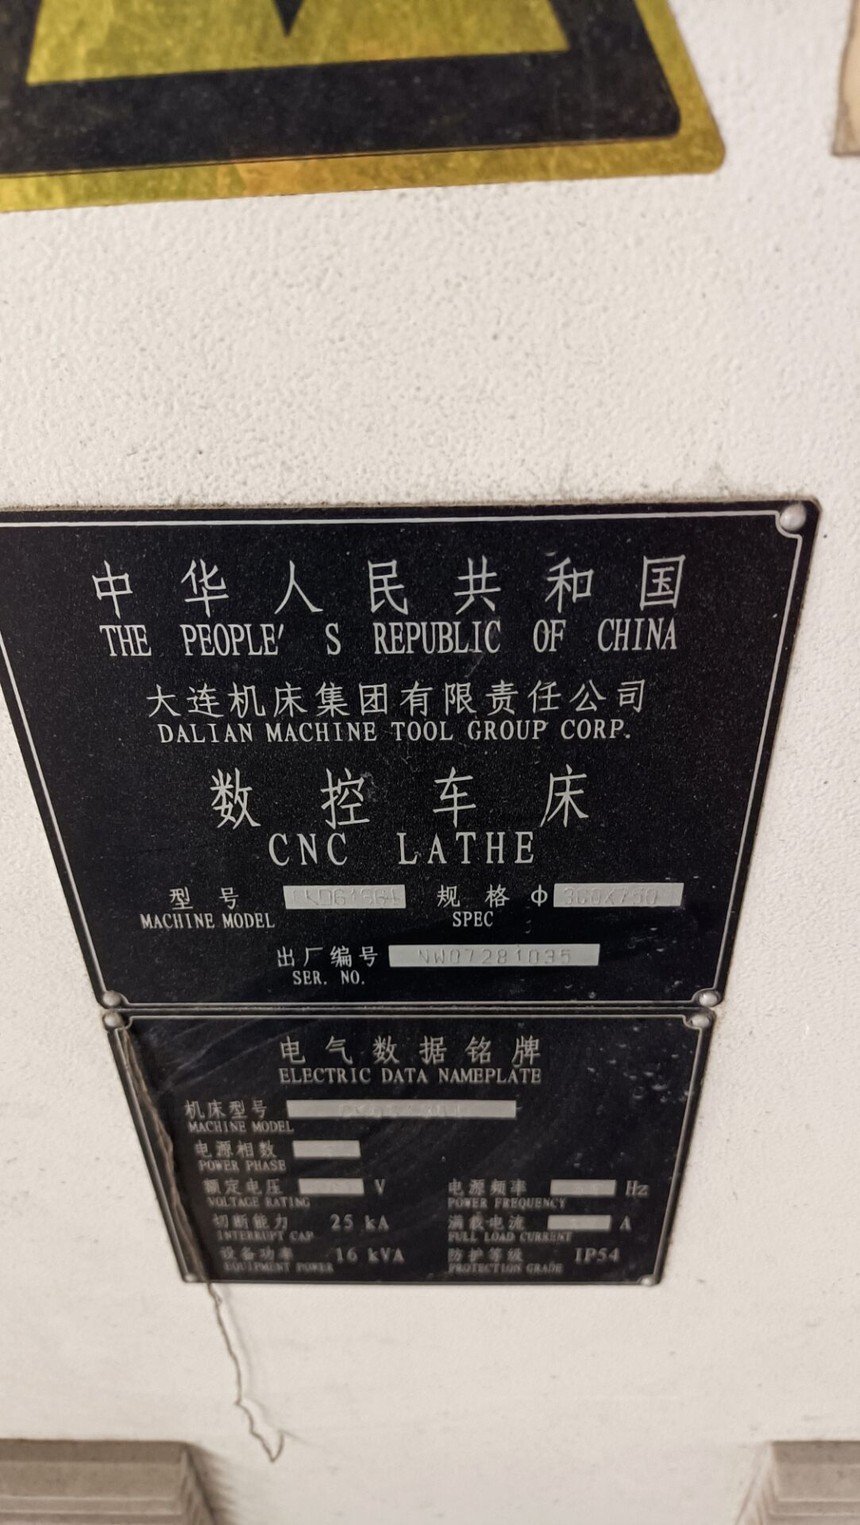 中华人民共和国
THE PEOPLE'S REPUBLIC OF CHINA
大连机床集团有限责任公司
DALIAN MACHINE TOOL GROUP CORP.
数控车床
CNC LATHE
型号 规格 Φ
MACHINE MODEL SPEC
出厂编号 NW07281035
SER. NO.
电气数据铭牌
ELECTRIC DATA NAMEPLATE
机床型号
MACHINE MODEL
电源相数
POWER PHASE
额定电压 V 电源频率 Hz
VOLTAGE RATING POWER FREQUENCY
切断能力 25 kA 满载电流 A
INTERRUPT CAP FULL LOAD CURRENT
设备功率 16 kVA 防护等级 IP54
EQUIPMENT POWER PROTECTION GRADE